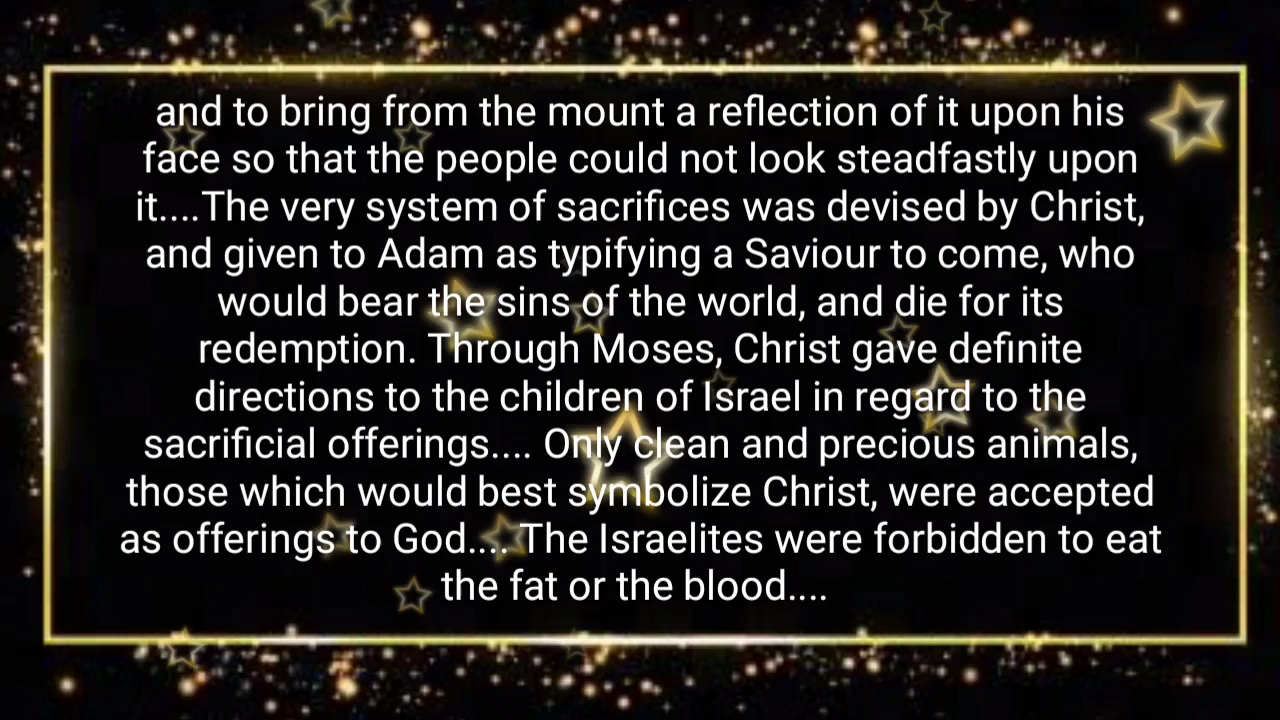 and to bring from the mount a reflection of it upon his
face so that the people could not look steadfastly upon
it....The very system of sacrifices was devised by Christ,
and given to Adam as typifying a Saviour to come, who
would bear the sins of the world, and die for its
redemption. Through Moses, Christ gave definite
directions to the children of Israel in regard to the
sacrificial offerings.... Only clean and precious animals,
those which would best symbolize Christ, were accepted
as offerings to God.... The Israelites were forbidden to eat
the fat or the blood....